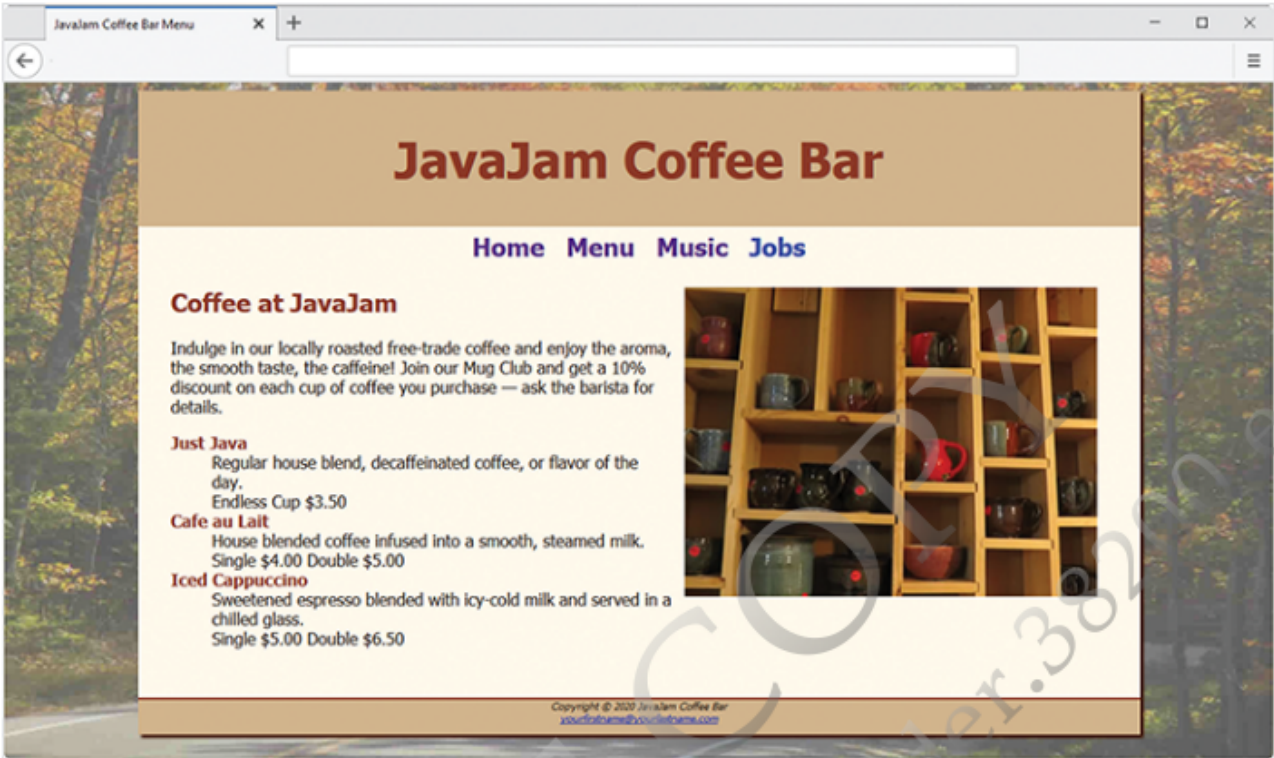 JavaJam Coffee Bar Menu
JavaJam Coffee Bar
Home Menu Music Jobs
Coffee at JavaJam
Indulge in our locally roasted free-trade coffee and enjoy the aroma,
the smooth taste, the caffeine! Join our Mug Club and get a 10%
discount on each cup of coffee you purchase — ask the barista for
details.
Just Java
Regular house blend, decaffeinated coffee, or flavor of the
day.
Endless Cup $3.50
Cafe au Lait
House blended coffee infused into a smooth, steamed milk.
Single $4.00 Double $5.00
Iced Cappuccino
Sweetened espresso blended with icy-cold milk and served in a
chilled glass.
Single $5.00 Double $6.50
Copyright © 2020 JavaJam Coffee Bar
yourfirstname@yourlastname.com
COPY